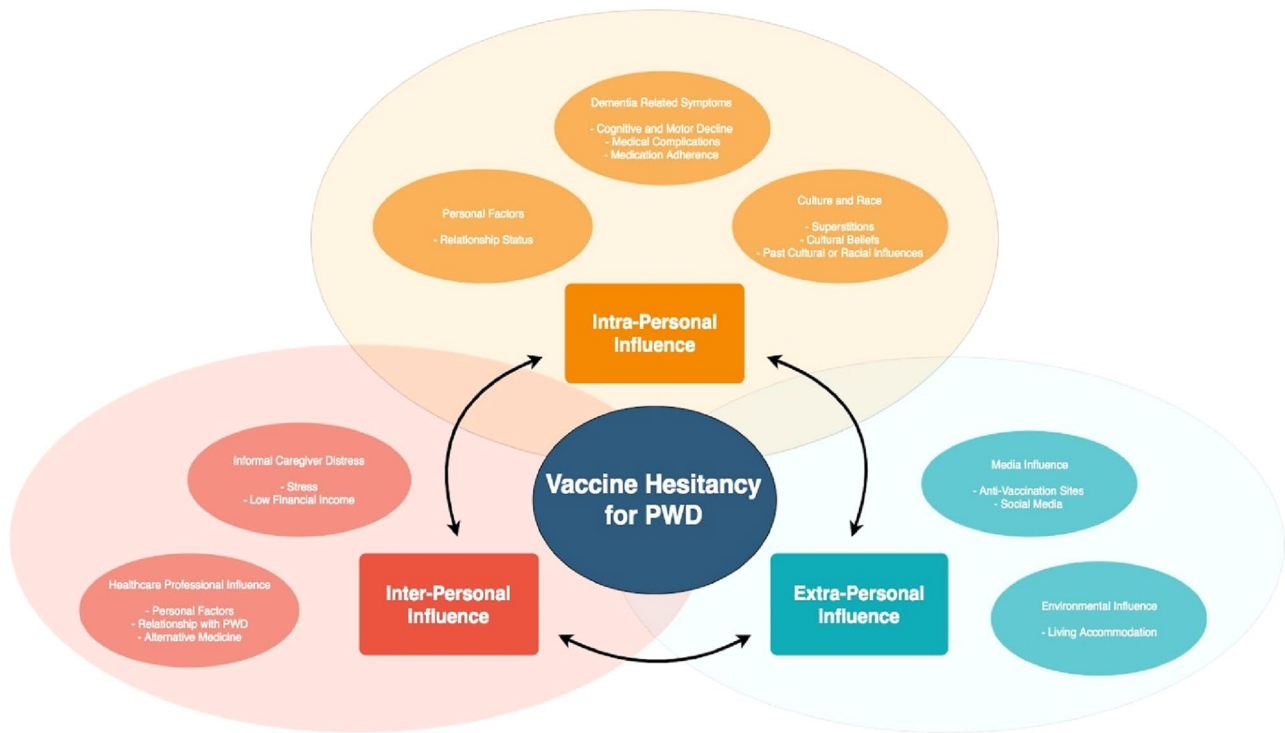 Dementia Related Symptoms
- Cognitive and Motor Decline
- Medical Complications
- Medication Adherence
Personal Factors
- Relationship Status
Culture and Race
- Superstitions
- Cultural Beliefs
- Past Cultural or Racial Influences
Intra-Personal
Influence
Vaccine Hesitancy
for PWD
Informal Caregiver Distress
- Stress
- Low Financial Income
Healthcare Professional Influence
- Personal Factors
- Relationship with PWD
- Alternative Medicine
Inter-Personal
Influence
Media Influence
- Anti-Vaccination Sites
- Social Media
Extra-Personal
Influence
Environmental Influence
- Living Accommodation